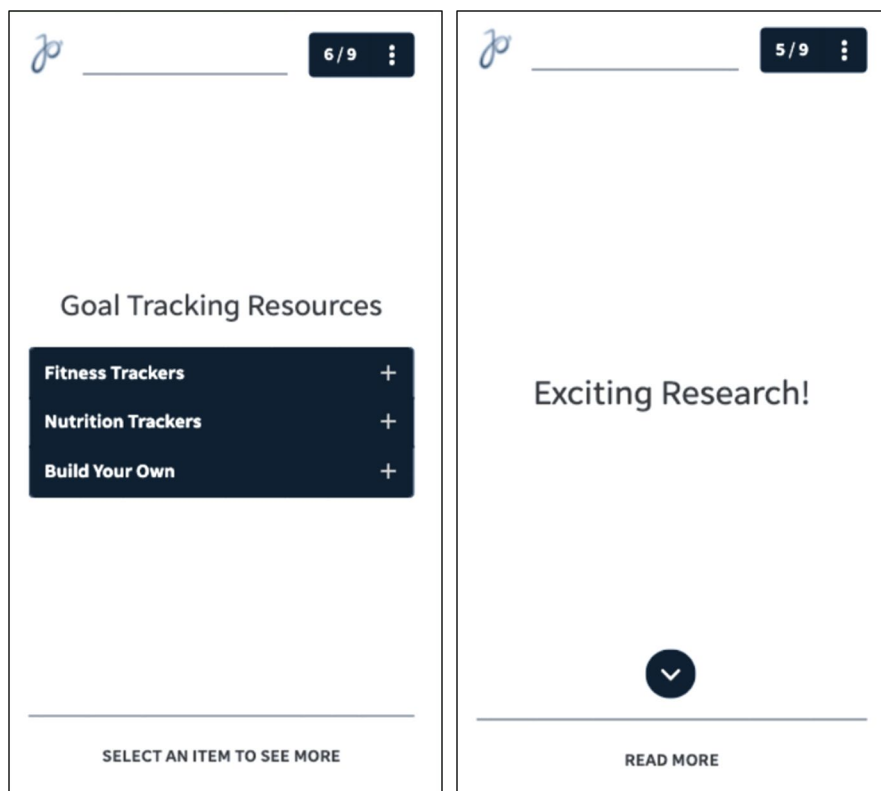 6 / 9
Goal Tracking Resources
Fitness Trackers +
Nutrition Trackers +
Build Your Own +
SELECT AN ITEM TO SEE MORE
5 / 9
Exciting Research!
READ MORE